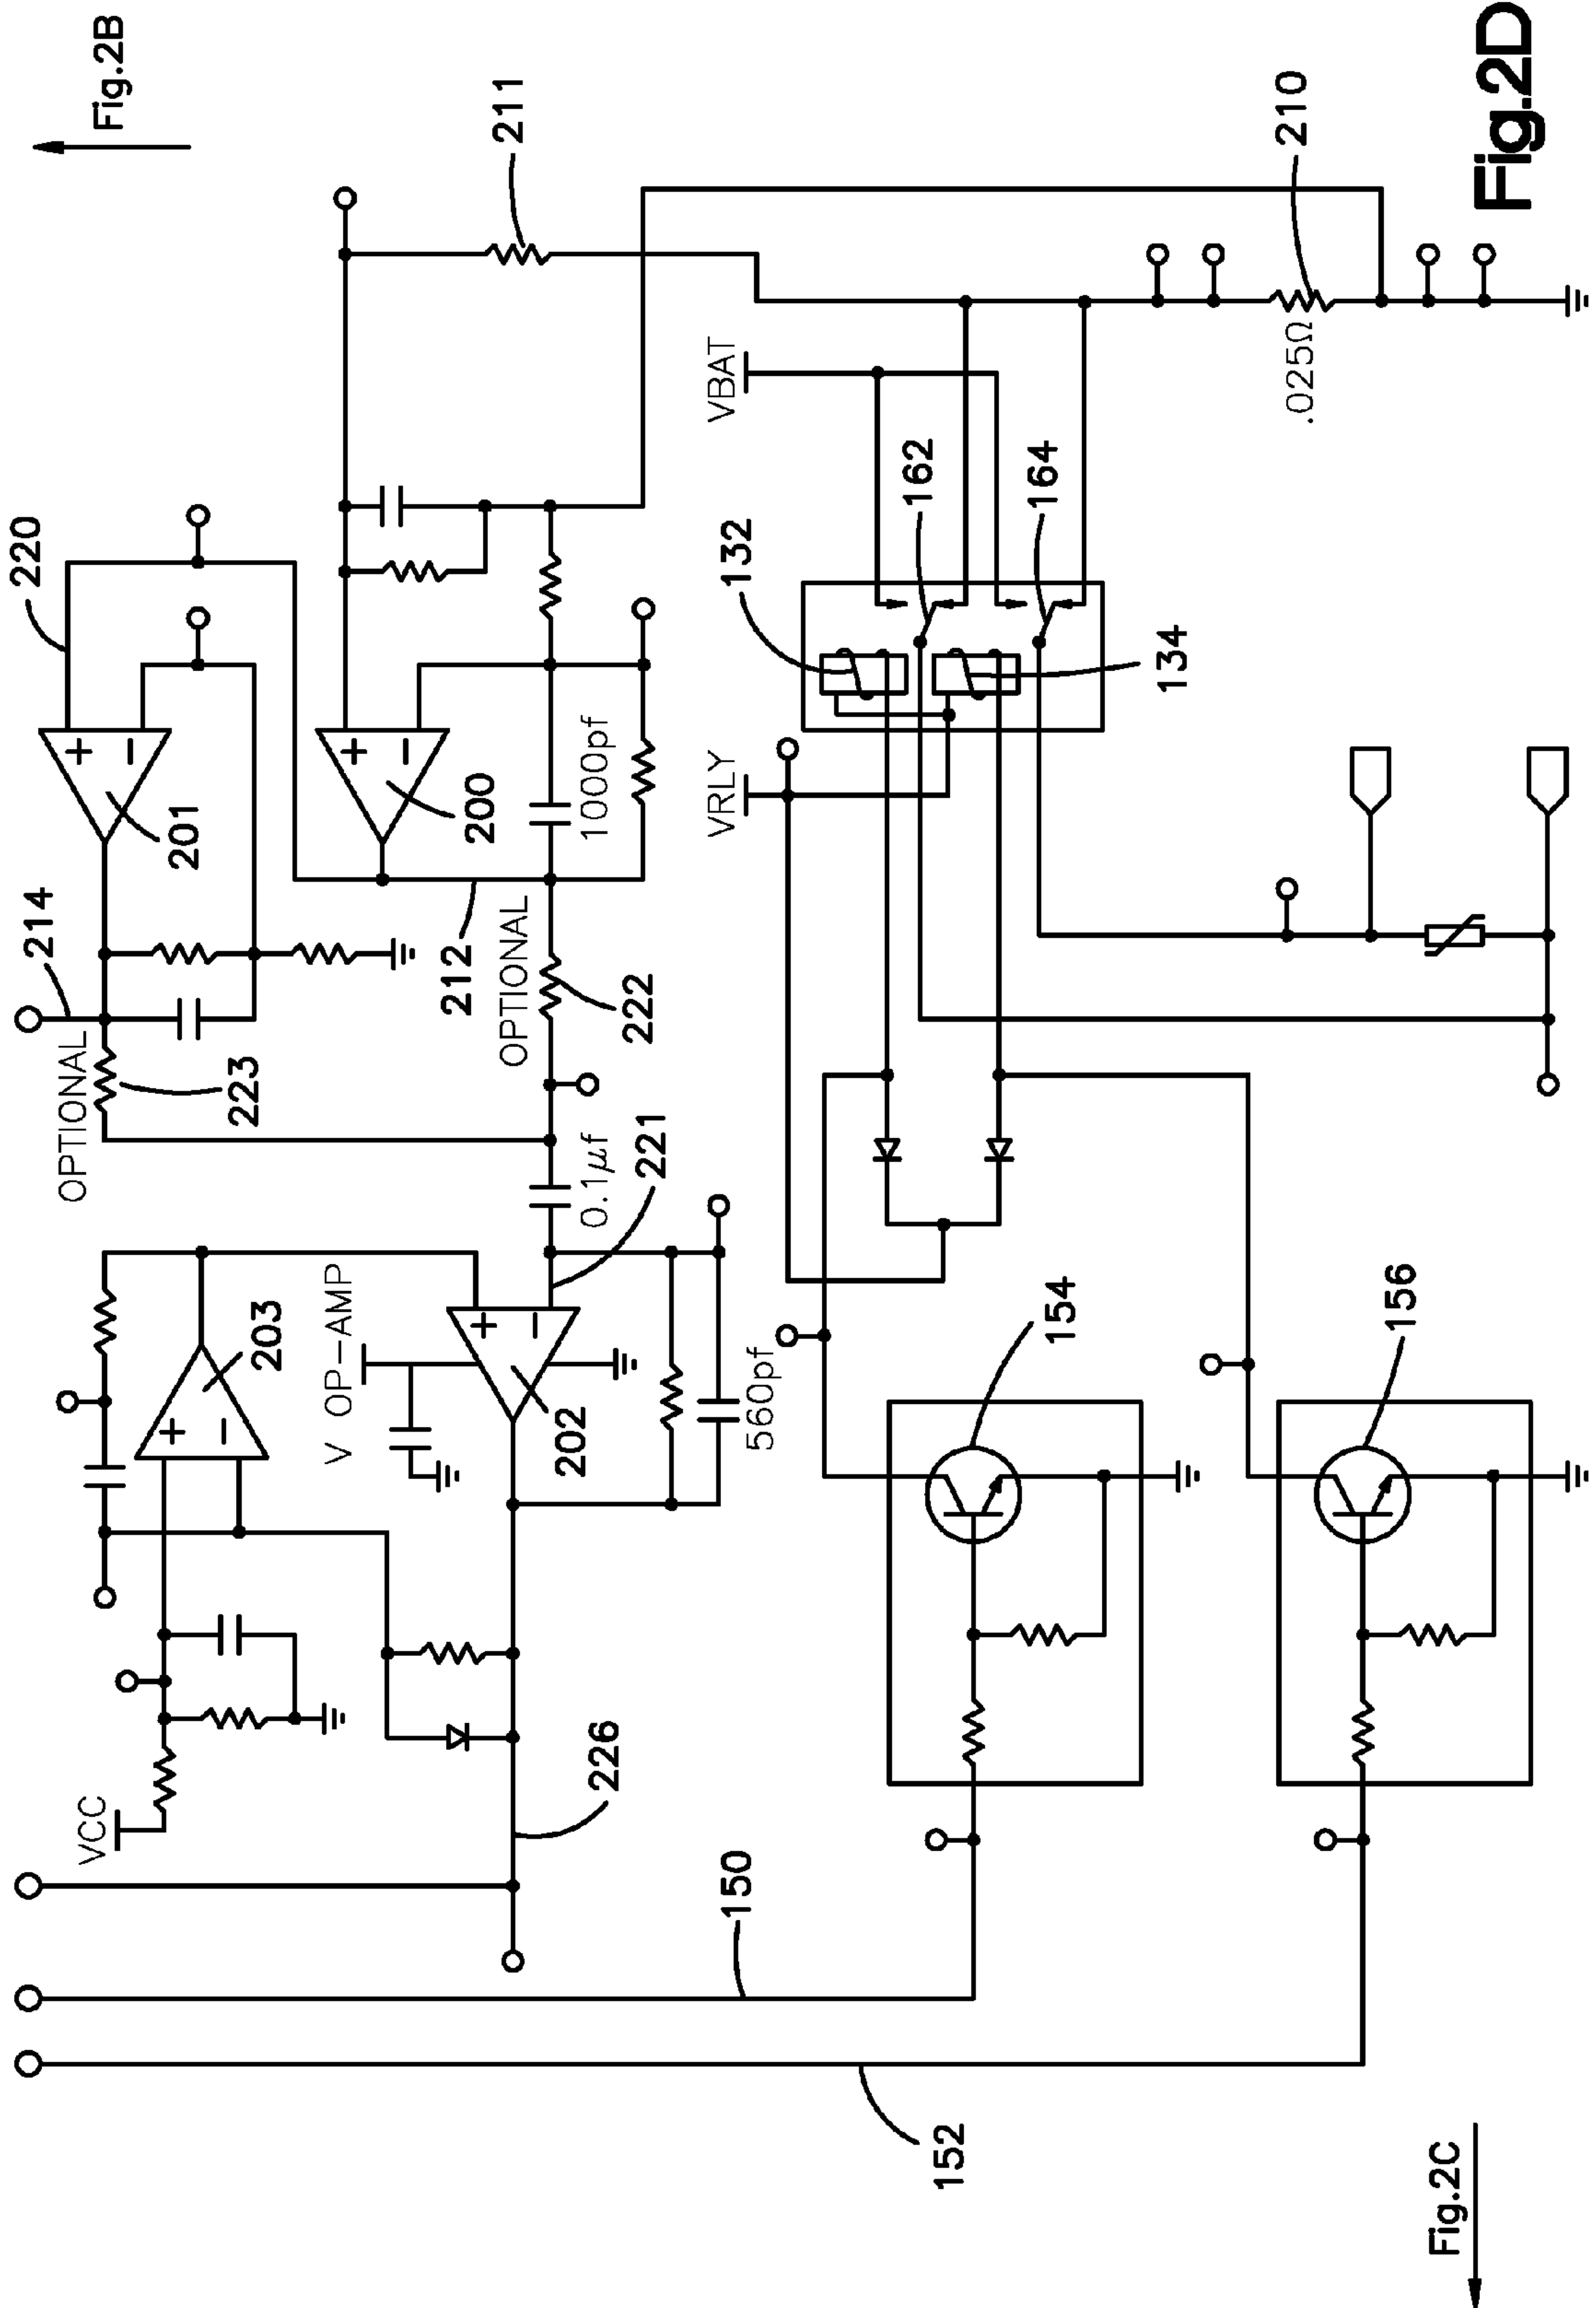 Fig.2B
220
214
OPTIONAL
223
201
203
VCC
V OP-AMP
211
200
212
OPTIONAL
222
1000pf
0.1µf
221
202
226
560pf
VBAT
VRLY
132
162
164
134
150
154
152
156
210
.025Ω
+
−
+
−
+
−
+
−
Fig.2C
Fig.2D